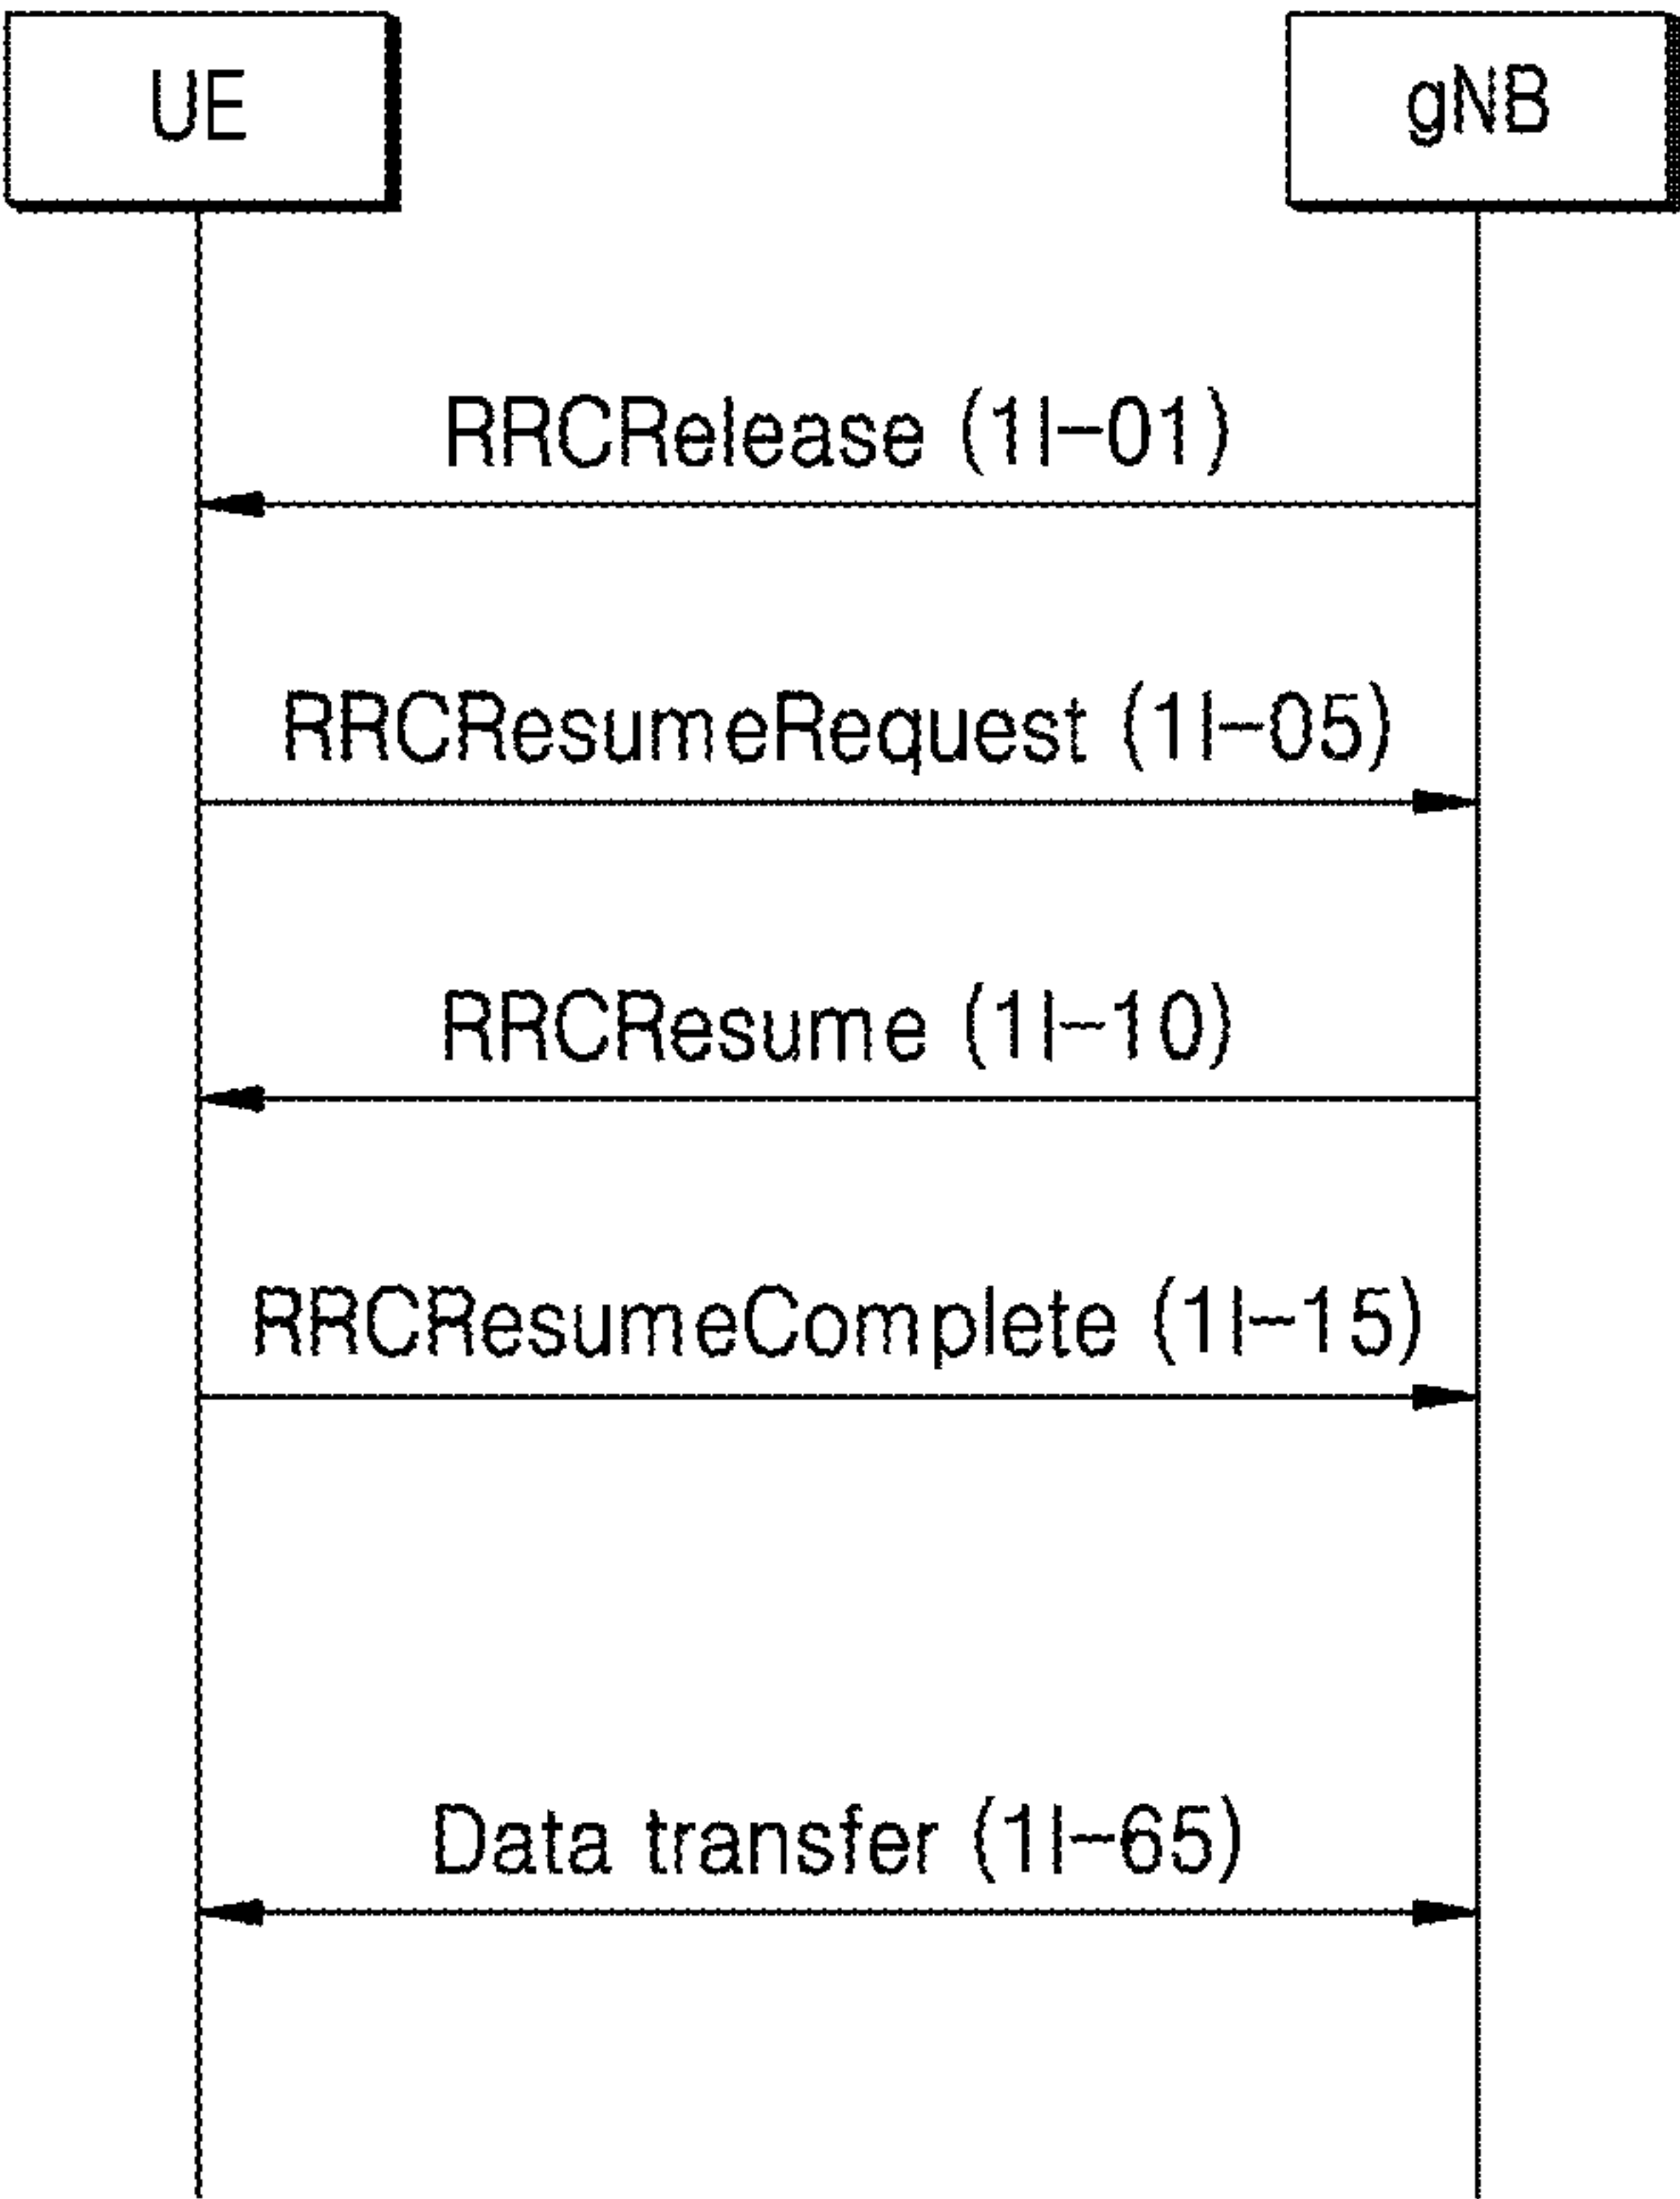 UE
gNB
RRCRelease (1l-01)
RRCResumeRequest (1l-05)
RRCResume (1l-10)
RRCResumeComplete (1l-15)
Data transfer (1l-65)